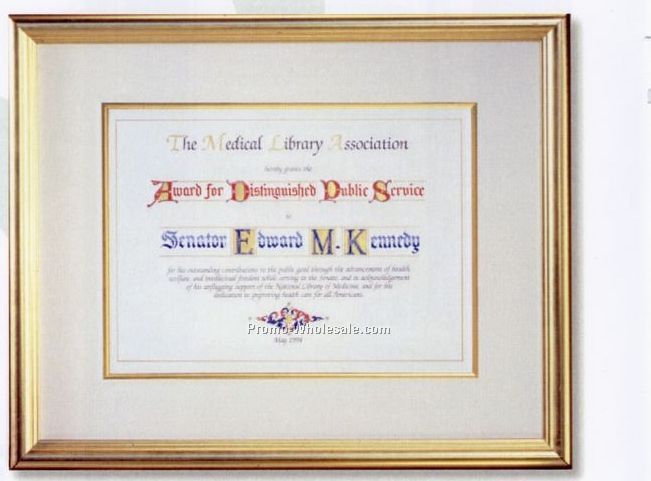 The Medical Library Association
hereby grants the
Award for Distinguished Public Service
to
Senator Edward M. Kennedy
for his outstanding contributions to the public good through the advancement of health
welfare, and intellectual freedom while serving in the Senate, and in acknowledgement
of his unflagging support of the National Library of Medicine, and for his
dedication to improving health care for all Americans.
Promo-Wholesale.com
May 1994